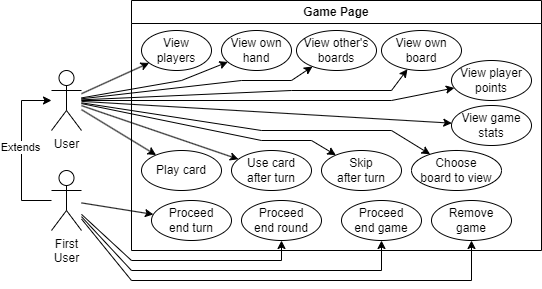 Game Page
View
players
View own
hand
View other's
boards
View own
board
View player
points
View game
stats
User
Extends
Play card
Use card
after turn
Skip
after turn
Choose
board to view
First
User
Proceed
end turn
Proceed
end round
Proceed
end game
Remove
game